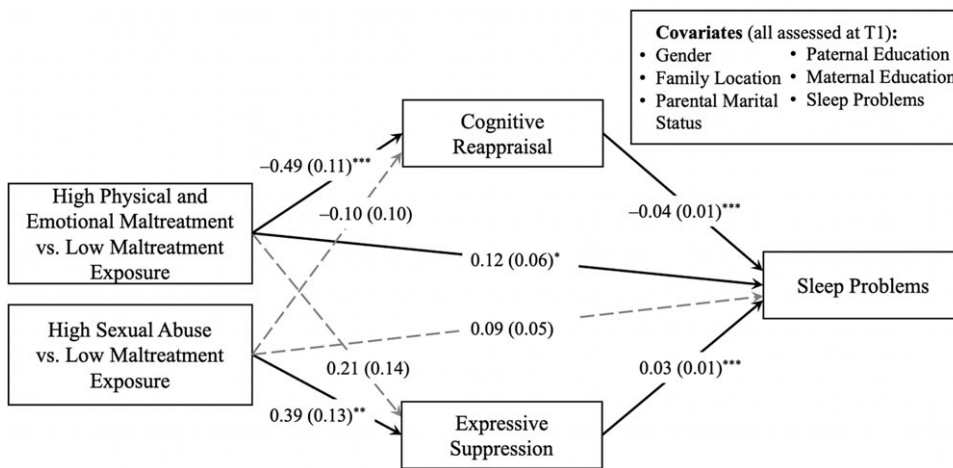 Covariates (all assessed at T1):
• Gender
• Family Location
• Parental Marital
Status
• Paternal Education
• Maternal Education
• Sleep Problems
Cognitive
Reappraisal
–0.49 (0.11)***
High Physical and
Emotional Maltreatment
vs. Low Maltreatment
Exposure
–0.10 (0.10)
–0.04 (0.01)***
0.12 (0.06)*
Sleep Problems
High Sexual Abuse
vs. Low Maltreatment
Exposure
0.09 (0.05)
0.21 (0.14)
0.03 (0.01)***
0.39 (0.13)**
Expressive
Suppression